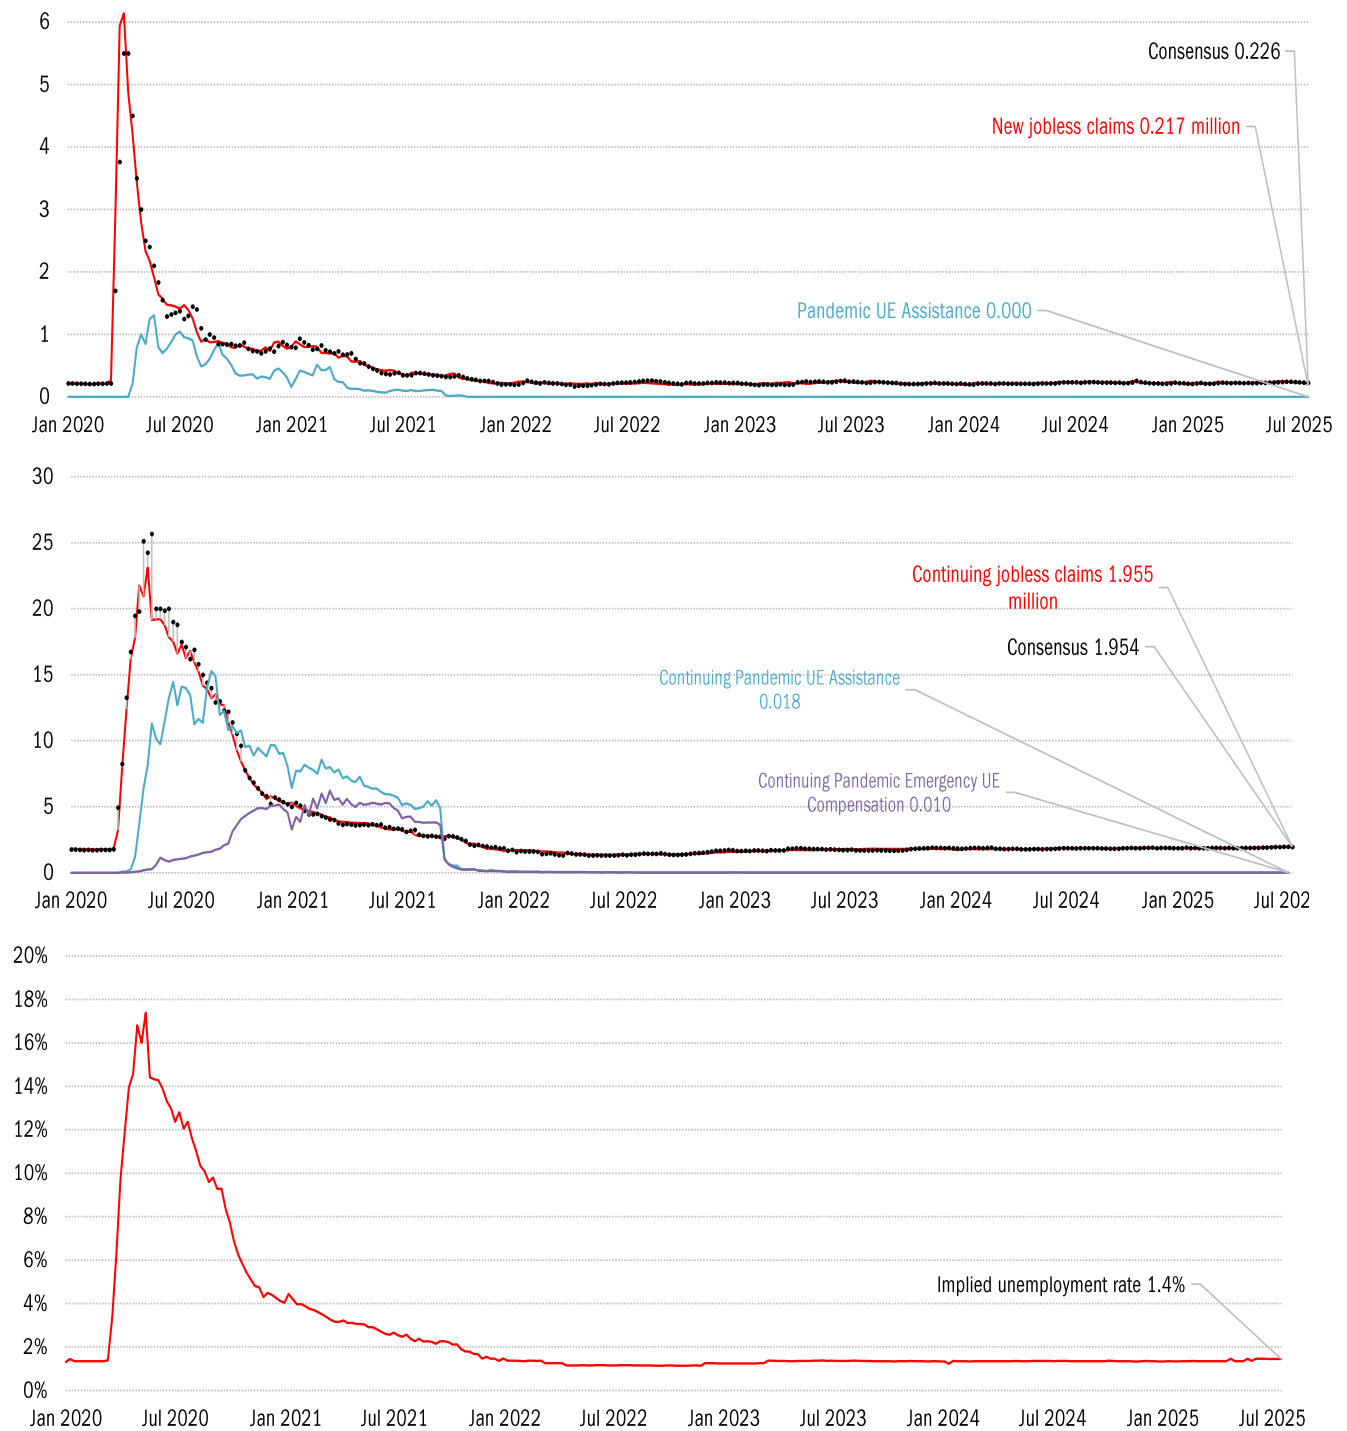 6
Consensus 0.226
5
New jobless claims 0.217 million
4
3
2
Pandemic UE Assistance 0.000
1
0
Jan 2020 Jul 2020 Jan 2021 Jul 2021 Jan 2022 Jul 2022 Jan 2023 Jul 2023 Jan 2024 Jul 2024 Jan 2025 Jul 2025
30
25
Continuing jobless claims 1.955
million
20
Consensus 1.954
Continuing Pandemic UE Assistance
0.018
15
10
Continuing Pandemic Emergency UE
Compensation 0.010
5
0
Jan 2020 Jul 2020 Jan 2021 Jul 2021 Jan 2022 Jul 2022 Jan 2023 Jul 2023 Jan 2024 Jul 2024 Jan 2025 Jul 202
20%
18%
16%
14%
12%
10%
8%
6%
Implied unemployment rate 1.4%
4%
2%
0%
Jan 2020 Jul 2020 Jan 2021 Jul 2021 Jan 2022 Jul 2022 Jan 2023 Jul 2023 Jan 2024 Jul 2024 Jan 2025 Jul 2025